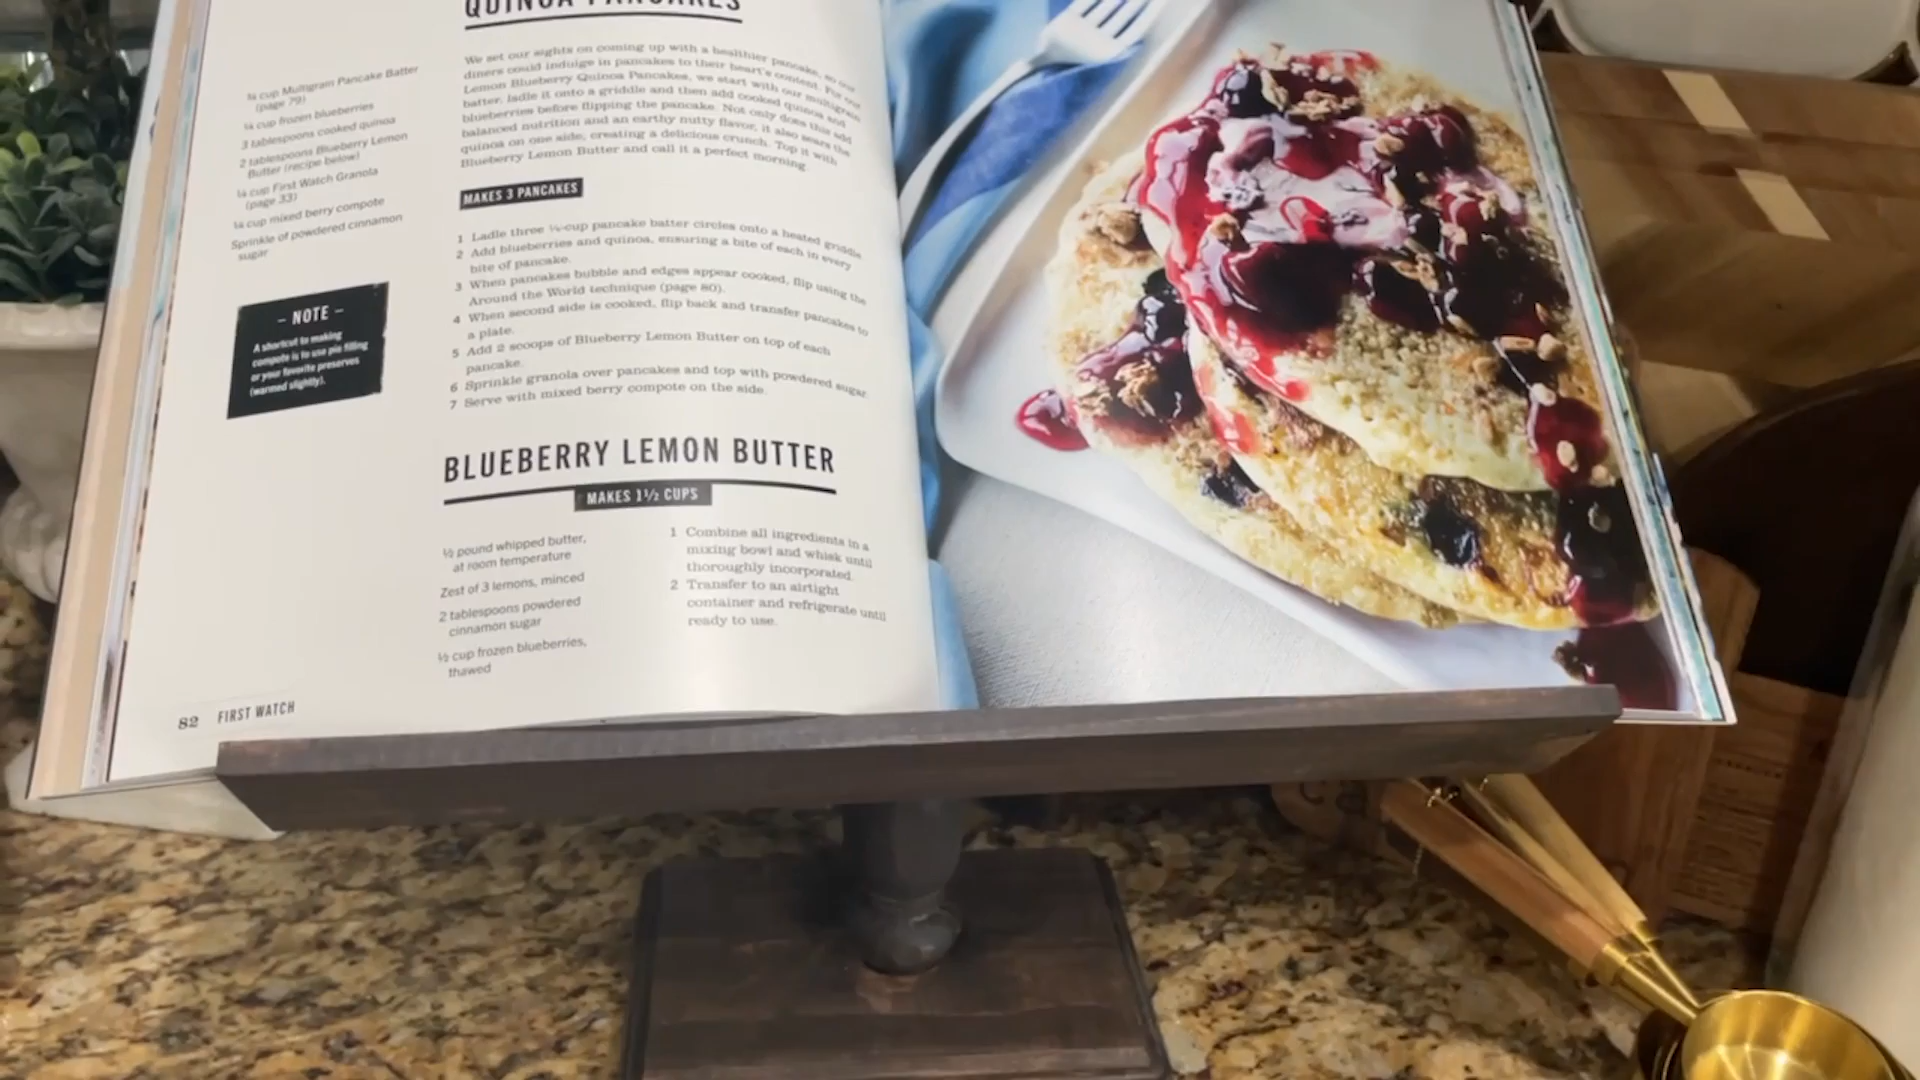 QUINOA PANCAKES
We set our sights on coming up with a healthier pancake, so our
diners could indulge in pancakes to their heart's content. For our
Lemon Blueberry Quinoa Pancakes, we start with our multigrain
batter, ladle it onto a griddle and then add cooked quinoa and
blueberries before flipping the pancake. Not only does this add
balanced nutrition and an earthy nutty flavor, it also sears the
quinoa on one side, creating a delicious crunch. Top it with
Blueberry Lemon Butter and call it a perfect morning.
¾ cup Multigrain Pancake Batter
(page 79)
¼ cup frozen blueberries
3 tablespoons cooked quinoa
2 tablespoons Blueberry Lemon
Butter (recipe below)
¼ cup First Watch Granola
(page 33)
¼ cup mixed berry compote
Sprinkle of powdered cinnamon
sugar
– NOTE –
A shortcut to making
compote is to use pie filling
or your favorite preserves
(warmed slightly).
MAKES 3 PANCAKES
1 Ladle three ¼-cup pancake batter circles onto a heated griddle
2 Add blueberries and quinoa, ensuring a bite of each in every
bite of pancake.
3 When pancakes bubble and edges appear cooked, flip using the
Around the World technique (page 80).
4 When second side is cooked, flip back and transfer pancakes to
a plate.
5 Add 2 scoops of Blueberry Lemon Butter on top of each
pancake.
6 Sprinkle granola over pancakes and top with powdered sugar.
7 Serve with mixed berry compote on the side.
BLUEBERRY LEMON BUTTER
MAKES 1½ CUPS
½ pound whipped butter,
at room temperature
Zest of 3 lemons, minced
2 tablespoons powdered
cinnamon sugar
½ cup frozen blueberries,
thawed
1 Combine all ingredients in a
mixing bowl and whisk until
thoroughly incorporated.
2 Transfer to an airtight
container and refrigerate until
ready to use.
82 FIRST WATCH